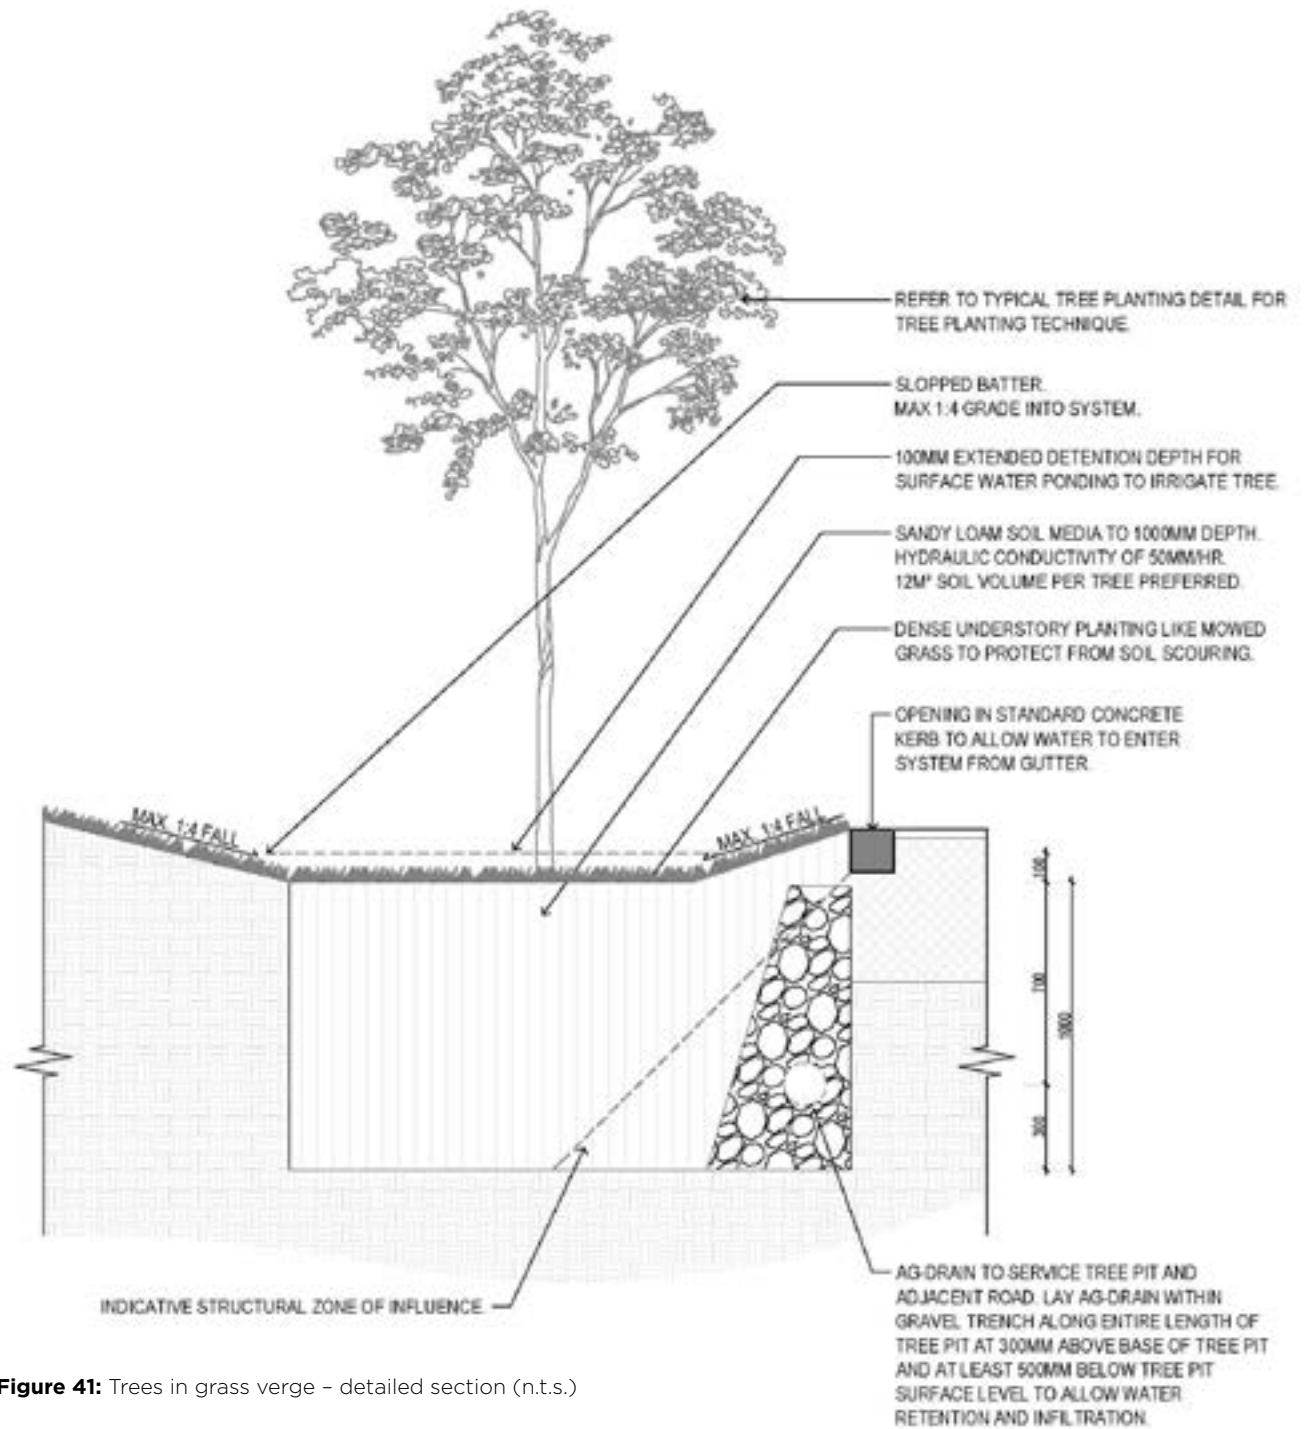 REFER TO TYPICAL TREE PLANTING DETAIL FOR
TREE PLANTING TECHNIQUE.
SLOPPED BATTER.
MAX 1:4 GRADE INTO SYSTEM.
100MM EXTENDED DETENTION DEPTH FOR
SURFACE WATER PONDING TO IRRIGATE TREE.
SANDY LOAM SOIL MEDIA TO 1000MM DEPTH.
HYDRAULIC CONDUCTIVITY OF 50MM/HR.
12M³ SOIL VOLUME PER TREE PREFERRED.
DENSE UNDERSTORY PLANTING LIKE MOWED
GRASS TO PROTECT FROM SOIL SCOURING.
OPENING IN STANDARD CONCRETE
KERB TO ALLOW WATER TO ENTER
SYSTEM FROM GUTTER.
MAX. 1:4 FALL
MAX. 1:4 FALL
100
700
1000
300
AG-DRAIN TO SERVICE TREE PIT AND
ADJACENT ROAD. LAY AG-DRAIN WITHIN
GRAVEL TRENCH ALONG ENTIRE LENGTH OF
TREE PIT AT 300MM ABOVE BASE OF TREE PIT
AND AT LEAST 500MM BELOW TREE PIT
SURFACE LEVEL TO ALLOW WATER
RETENTION AND INFILTRATION.
INDICATIVE STRUCTURAL ZONE OF INFLUENCE.
Figure 41: Trees in grass verge – detailed section (n.t.s.)